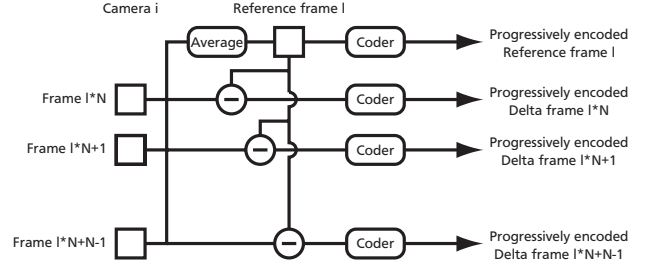 Camera i
Reference frame l
Average
Coder
Progressively encoded
Reference frame l
Frame l*N
Coder
Progressively encoded
Delta frame l*N
Frame l*N+1
Coder
Progressively encoded
Delta frame l*N+1
Frame l*N+N-1
Coder
Progressively encoded
Delta frame l*N+N-1